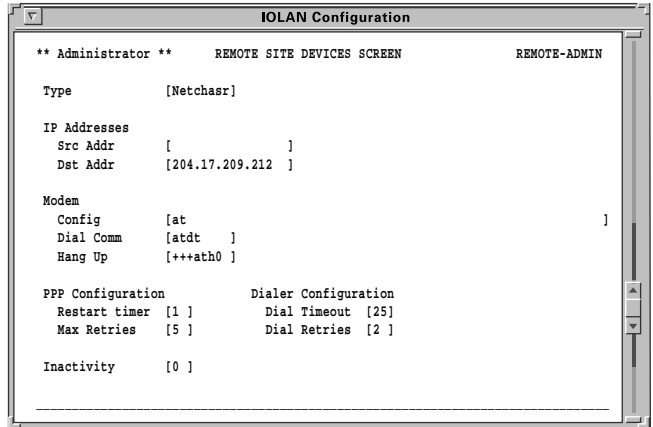 IOLAN Configuration
** Administrator ** REMOTE SITE DEVICES SCREEN REMOTE-ADMIN
Type [Netchasr]
IP Addresses
Src Addr [ ]
Dst Addr [204.17.209.212 ]
Modem
Config [at ]
Dial Comm [atdt ]
Hang Up [+++ath0 ]
PPP Configuration Dialer Configuration
Restart timer [1 ] Dial Timeout [25]
Max Retries [5 ] Dial Retries [2 ]
Inactivity [0 ]